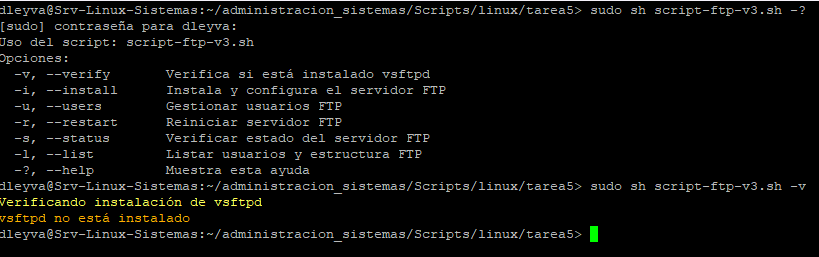 dleyva@Srv-Linux-Sistemas:~/administracion_sistemas/Scripts/linux/tarea5> sudo sh script-ftp-v3.sh -?
[sudo] contraseña para dleyva:
Uso del script: script-ftp-v3.sh
Opciones:
  -v, --verify       Verifica si está instalado vsftpd
  -i, --install      Instala y configura el servidor FTP
  -u, --users        Gestionar usuarios FTP
  -r, --restart      Reiniciar servidor FTP
  -s, --status       Verificar estado del servidor FTP
  -l, --list         Listar usuarios y estructura FTP
  -?, --help         Muestra esta ayuda
dleyva@Srv-Linux-Sistemas:~/administracion_sistemas/Scripts/linux/tarea5> sudo sh script-ftp-v3.sh -v
Verificando instalación de vsftpd
vsftpd no está instalado
dleyva@Srv-Linux-Sistemas:~/administracion_sistemas/Scripts/linux/tarea5>